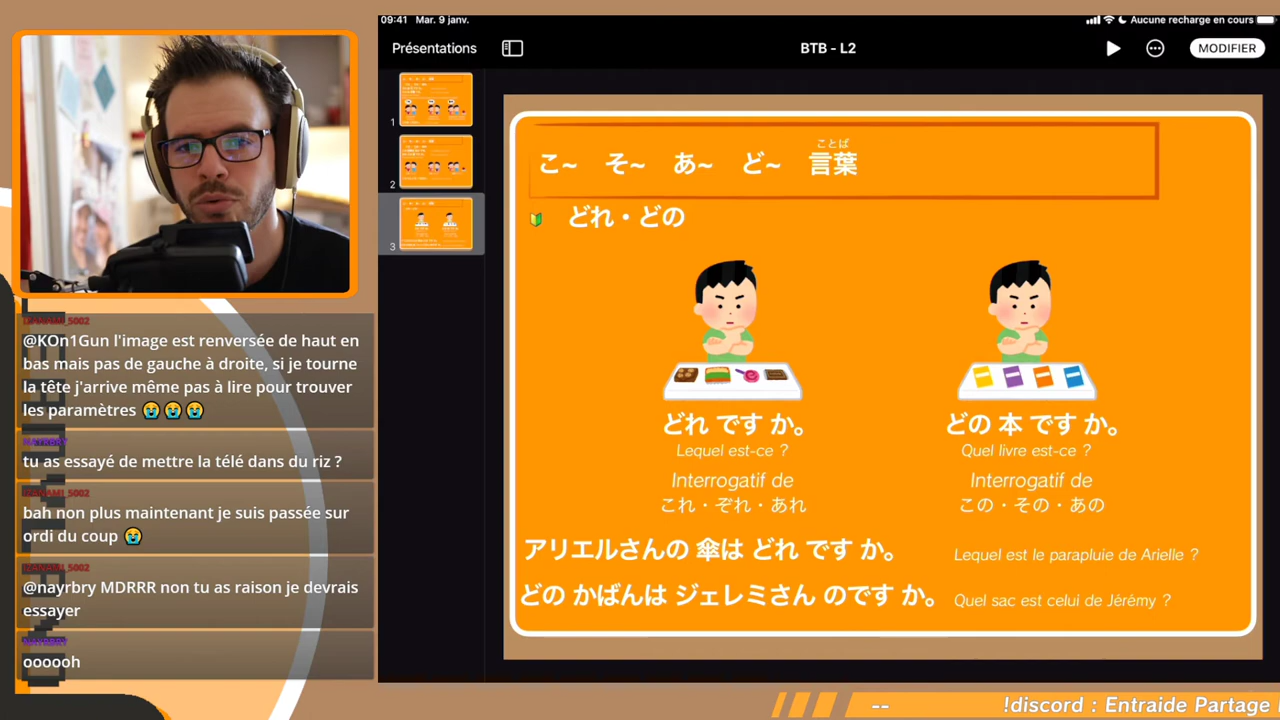 09:41 Mar. 9 janv.
Aucune recharge en cours
Présentations
BTB - L2
MODIFIER
1
2
3
ことば
こ~ そ~ あ~ ど~ 言葉
どれ・どの
どれ です か。
Lequel est-ce ?
Interrogatif de
これ・ぞれ・あれ
どの 本 です か。
Quel livre est-ce ?
Interrogatif de
この・その・あの
アリエルさんの 傘は どれ です か。
Lequel est le parapluie de Arielle ?
どの かばんは ジェレミさん のです か。
Quel sac est celui de Jérémy ?
@KOn1Gun l'image est renversée de haut en
bas mais pas de gauche à droite, si je tourne
la tête j'arrive même pas à lire pour trouver
les paramètres 😭😭😭
NAYRBRY
tu as essayé de mettre la télé dans du riz ?
bah non plus maintenant je suis passée sur
ordi du coup 😭
@nayrbry MDRRR non tu as raison je devrais
essayer
NAYRBRY
oooooh
--
!discord : Entraide Partage